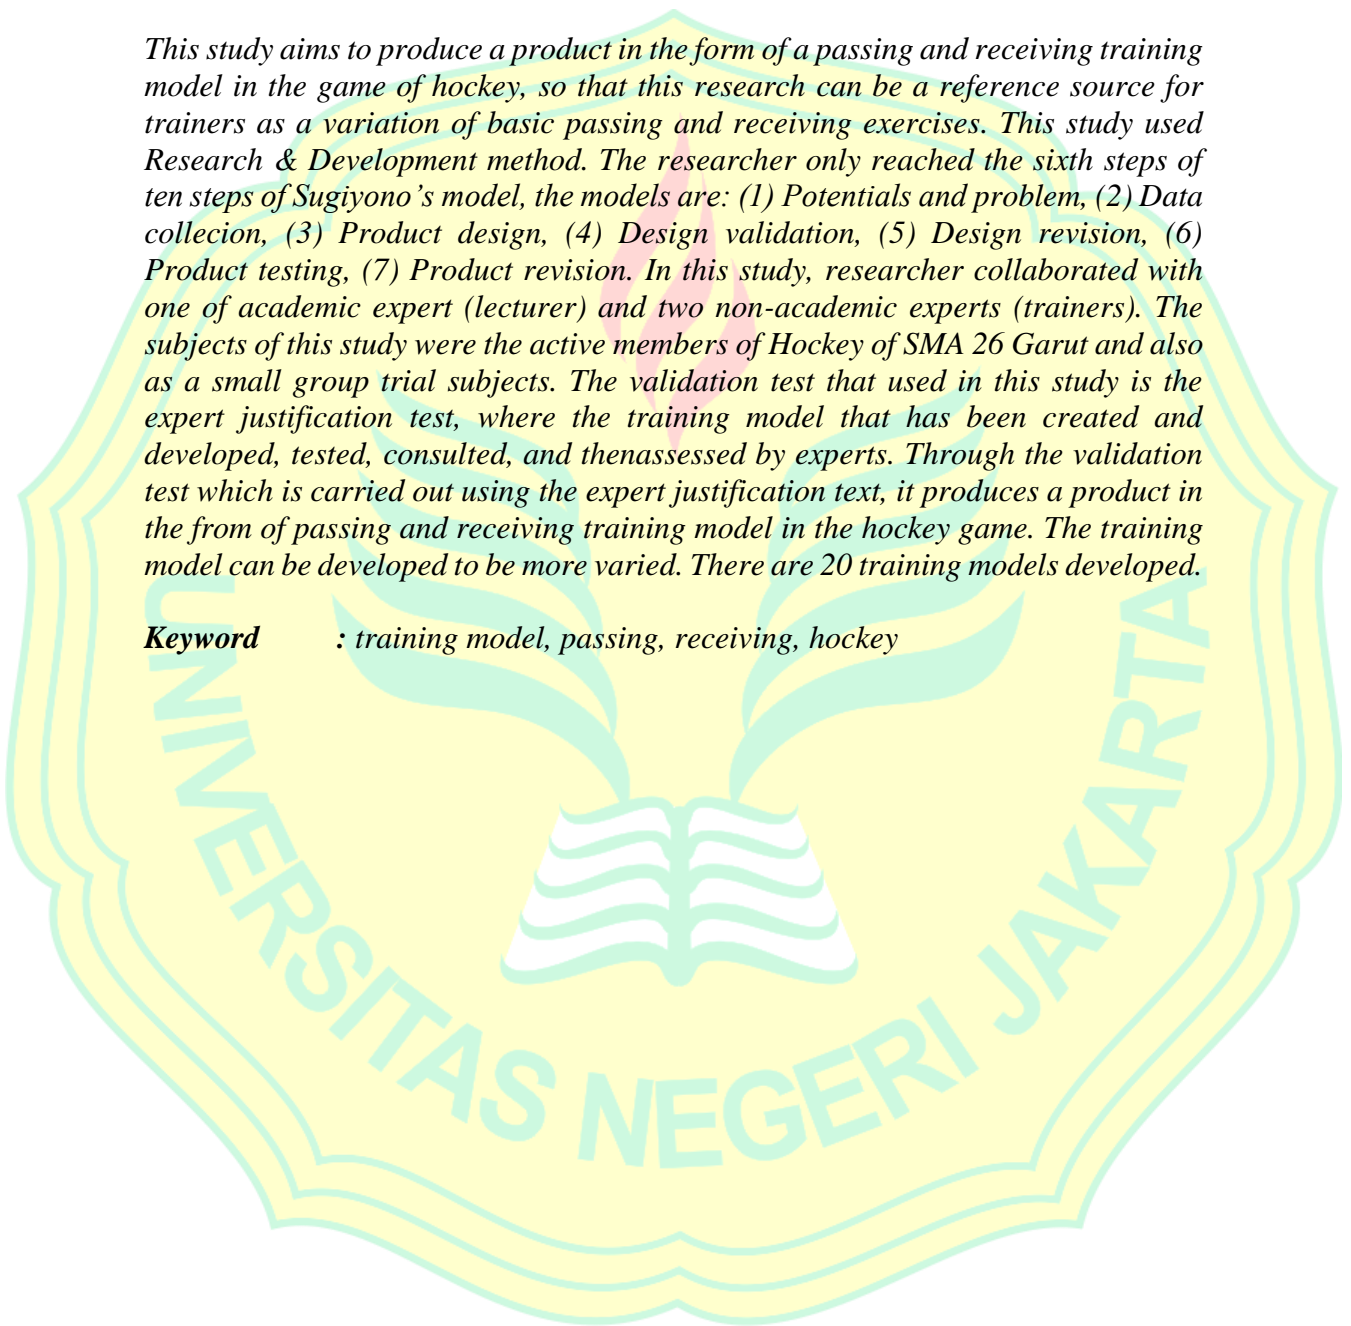 This study aims to produce a product in the form of a passing and receiving training
model in the game of hockey, so that this research can be a reference source for
trainers as a variation of basic passing and receiving exercises. This study used
Research & Development method. The researcher only reached the sixth steps of
ten steps of Sugiyono’s model, the models are: (1) Potentials and problem, (2) Data
collecion, (3) Product design, (4) Design validation, (5) Design revision, (6)
Product testing, (7) Product revision. In this study, researcher collaborated with
one of academic expert (lecturer) and two non-academic experts (trainers). The
subjects of this study were the active members of Hockey of SMA 26 Garut and also
as a small group trial subjects. The validation test that used in this study is the
expert justification test, where the training model that has been created and
developed, tested, consulted, and thenassessed by experts. Through the validation
test which is carried out using the expert justification text, it produces a product in
the from of passing and receiving training model in the hockey game. The training
model can be developed to be more varied. There are 20 training models developed.
Keyword : training model, passing, receiving, hockey
UNIVERSITAS NEGERI JAKARTA